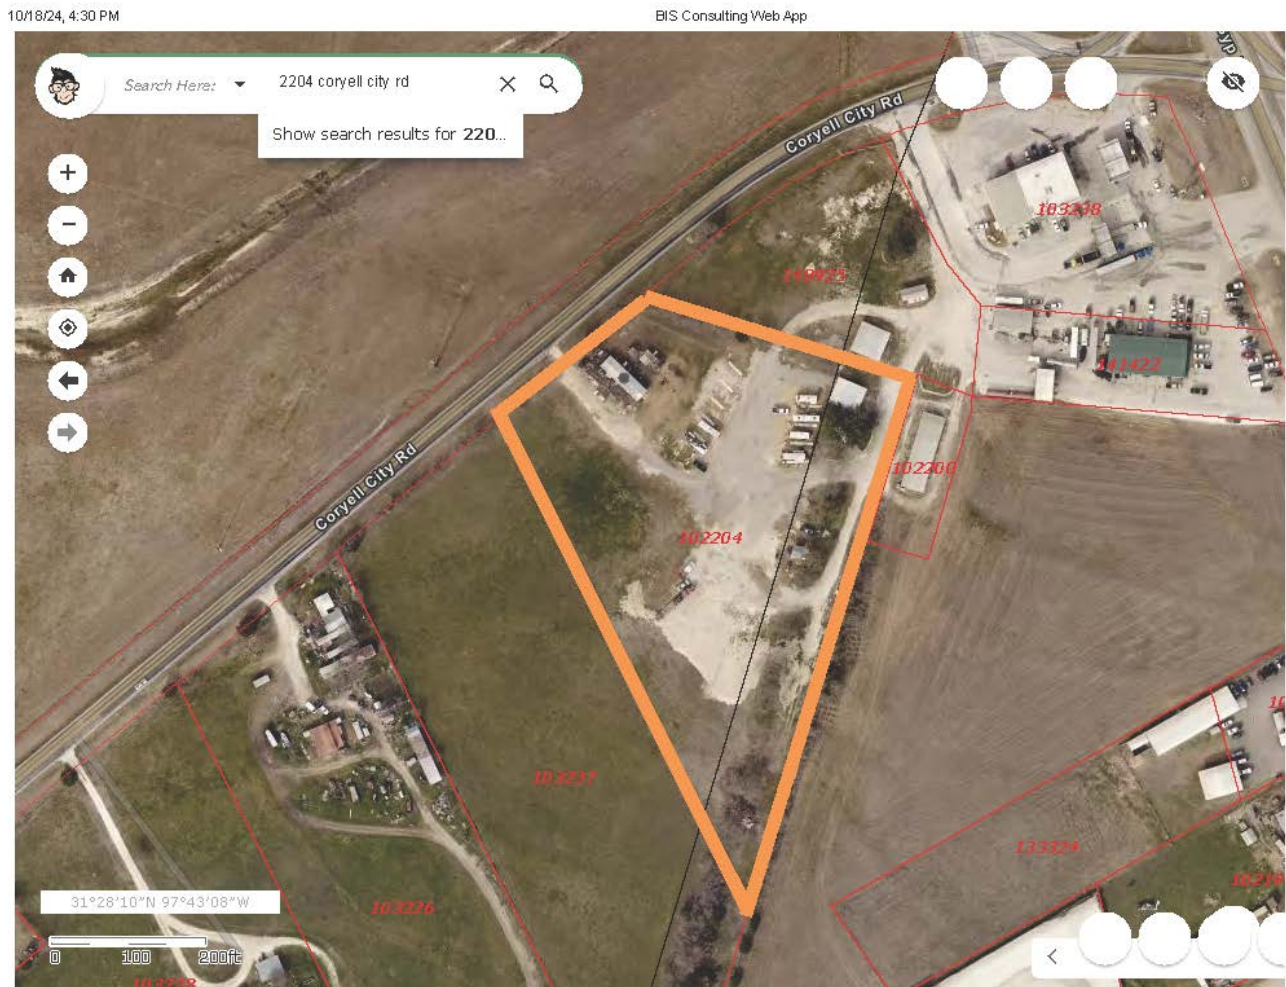 10/18/24, 4:30 PM
BIS Consulting Web App
Search Here:
2204 coryell city rd
Show search results for 220...
Coryell City Rd
103238
141422
102200
102204
Coryell City Rd
103237
133329
103226
31°28'10"N 97°43'08"W
0 100 200ft